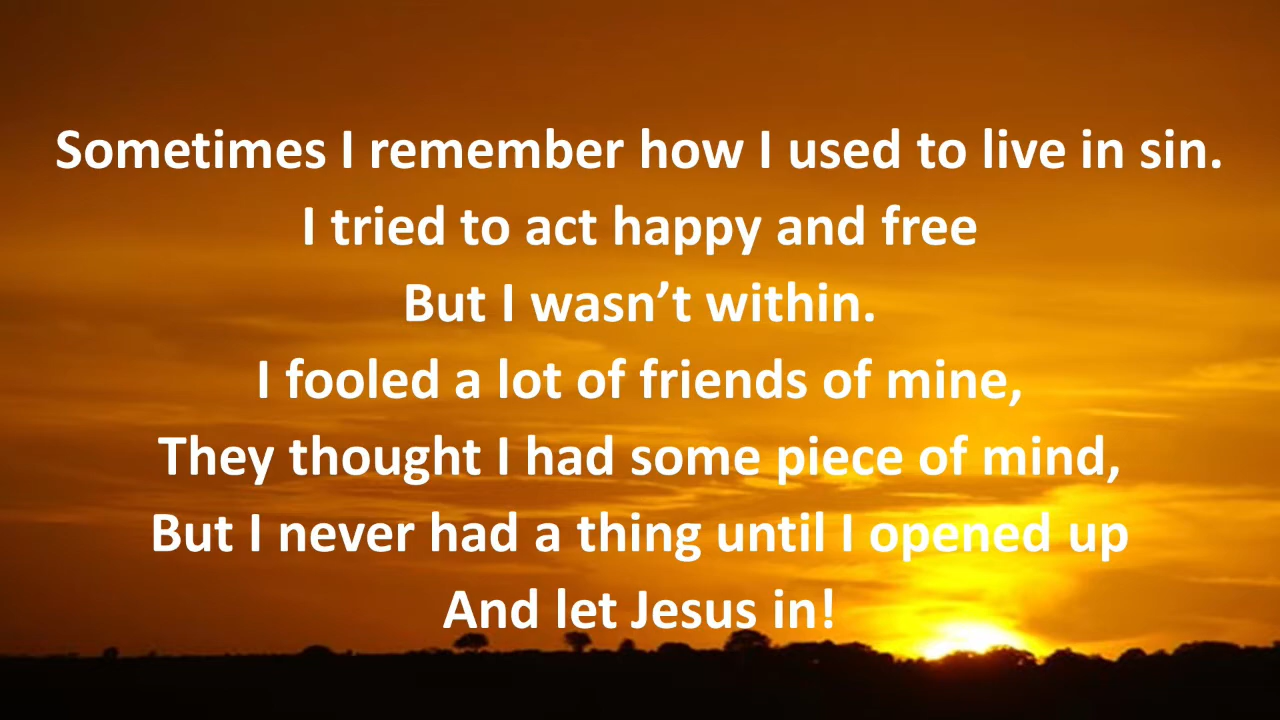 Sometimes I remember how I used to live in sin.
I tried to act happy and free
But I wasn’t within.
I fooled a lot of friends of mine,
They thought I had some piece of mind,
But I never had a thing until I opened up
And let Jesus in!